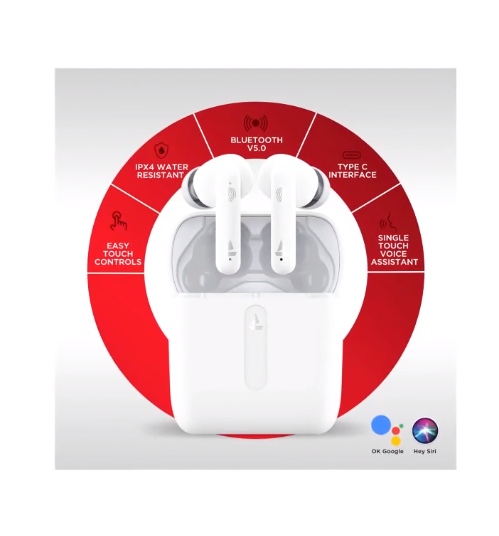 BLUETOOTH
V5.0
IPX4 WATER
RESISTANT
TYPE C
INTERFACE
EASY
TOUCH
CONTROLS
SINGLE
TOUCH
VOICE
ASSISTANT
OK Google
Hey Siri